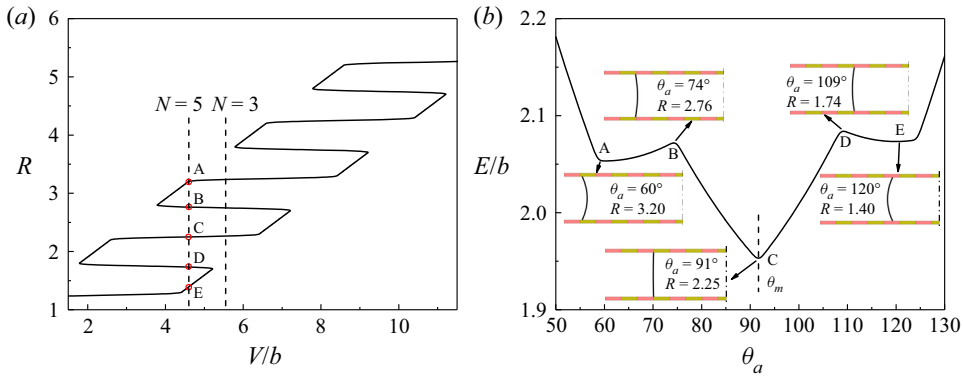 (a)
6
5
4
3
2
1
R
N = 5
N = 3
A
B
C
D
E
2
4
6
8
10
V/b
(b)
2.2
2.1
2.0
1.9
E/b
θa = 74°
R = 2.76
θa = 109°
R = 1.74
A
B
D
E
θa = 60°
R = 3.20
θa = 120°
R = 1.40
θa = 91°
R = 2.25
C
θm
50
60
70
80
90
100
110
120
130
θa